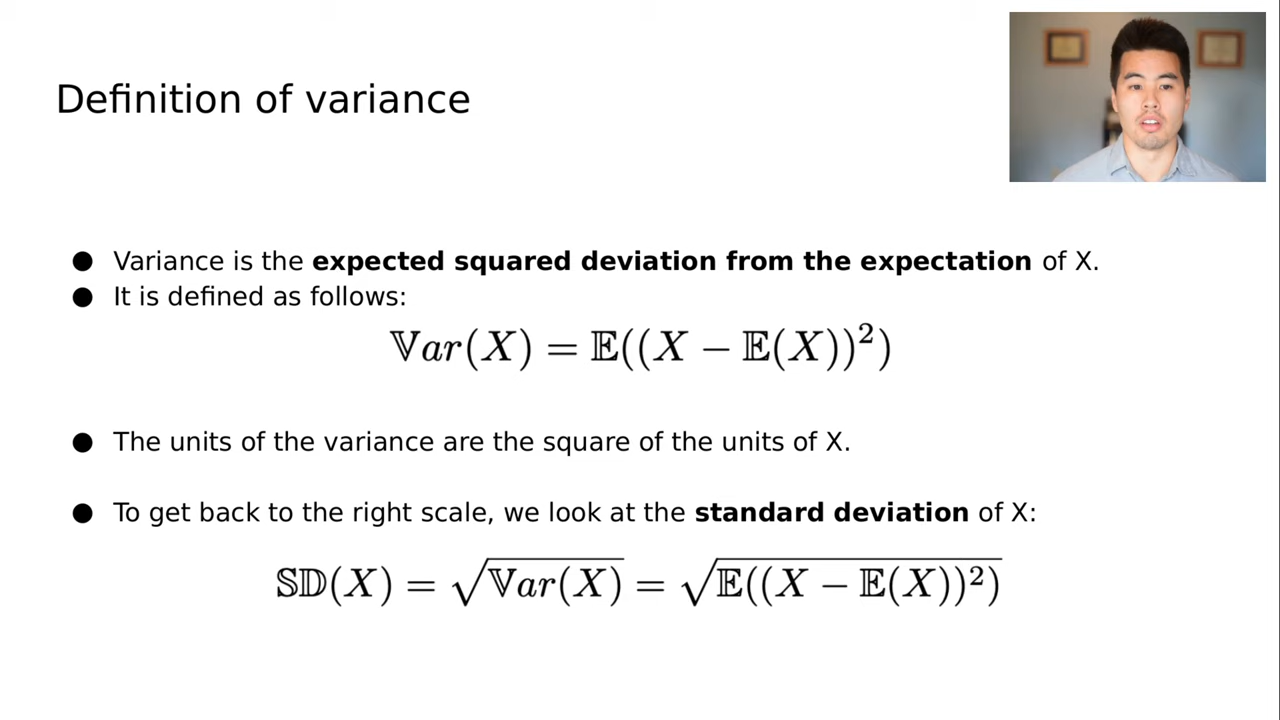 Definition of variance
● Variance is the expected squared deviation from the expectation of X.
● It is defined as follows:
𝕍ar(X) = 𝔼((X − 𝔼(X))²)
● The units of the variance are the square of the units of X.
● To get back to the right scale, we look at the standard deviation of X:
𝕊𝔻(X) = √𝕍ar(X) = √𝔼((X − 𝔼(X))²)